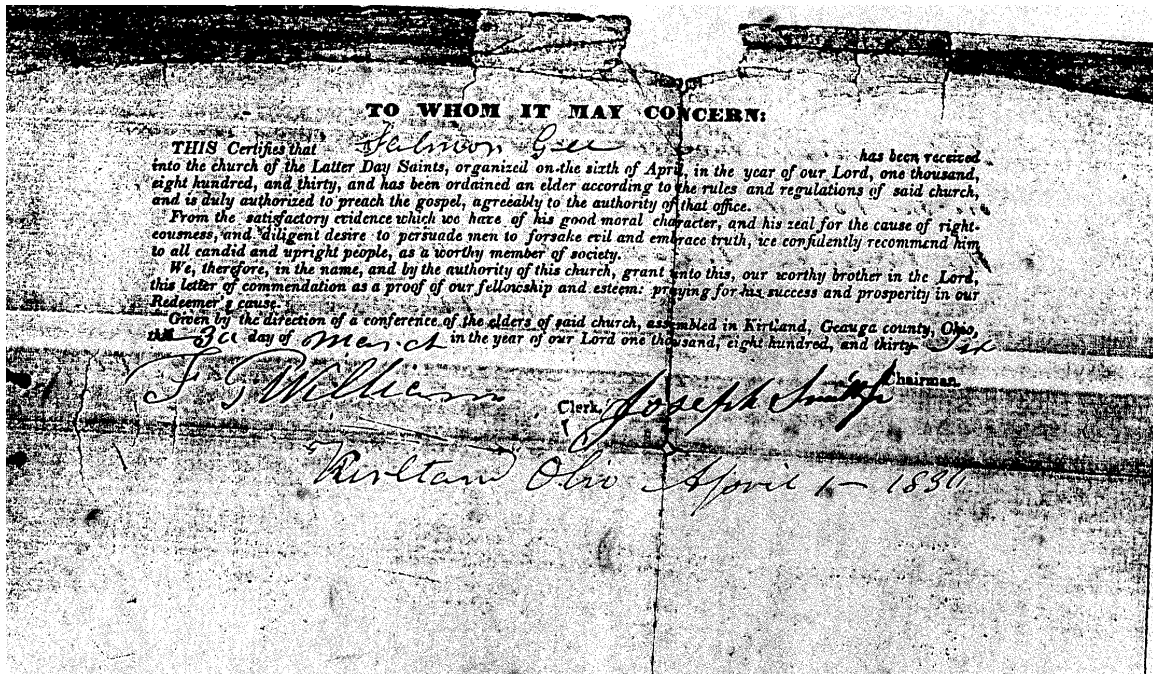 TO WHOM IT MAY CONCERN:
THIS Certifies that Salmon Gee has been received
into the church of the Latter Day Saints, organized on the sixth of April, in the year of our Lord, one thousand,
eight hundred, and thirty, and has been ordained an elder according to the rules and regulations of said church,
and is duly authorized to preach the gospel, agreeably to the authority of that office.
From the satisfactory evidence which we have of his good moral character, and his zeal for the cause of right-
eousness, and diligent desire to persuade men to forsake evil and embrace truth, we confidently recommend him
to all candid and upright people, as a worthy member of society.
We, therefore, in the name, and by the authority of this church, grant unto this, our worthy brother in the Lord,
this letter of commendation as a proof of our fellowship and esteem: praying for his success and prosperity in our
Redeemer's cause.
Given by the direction of a conference of the elders of said church, assembled in Kirtland, Geauga county, Ohio,
this 30 day of March in the year of our Lord one thousand, eight hundred, and thirty Six
Chairman.
F G Williams Clerk, Joseph Smith Jr
Kirtland Ohio April 1 - 1836